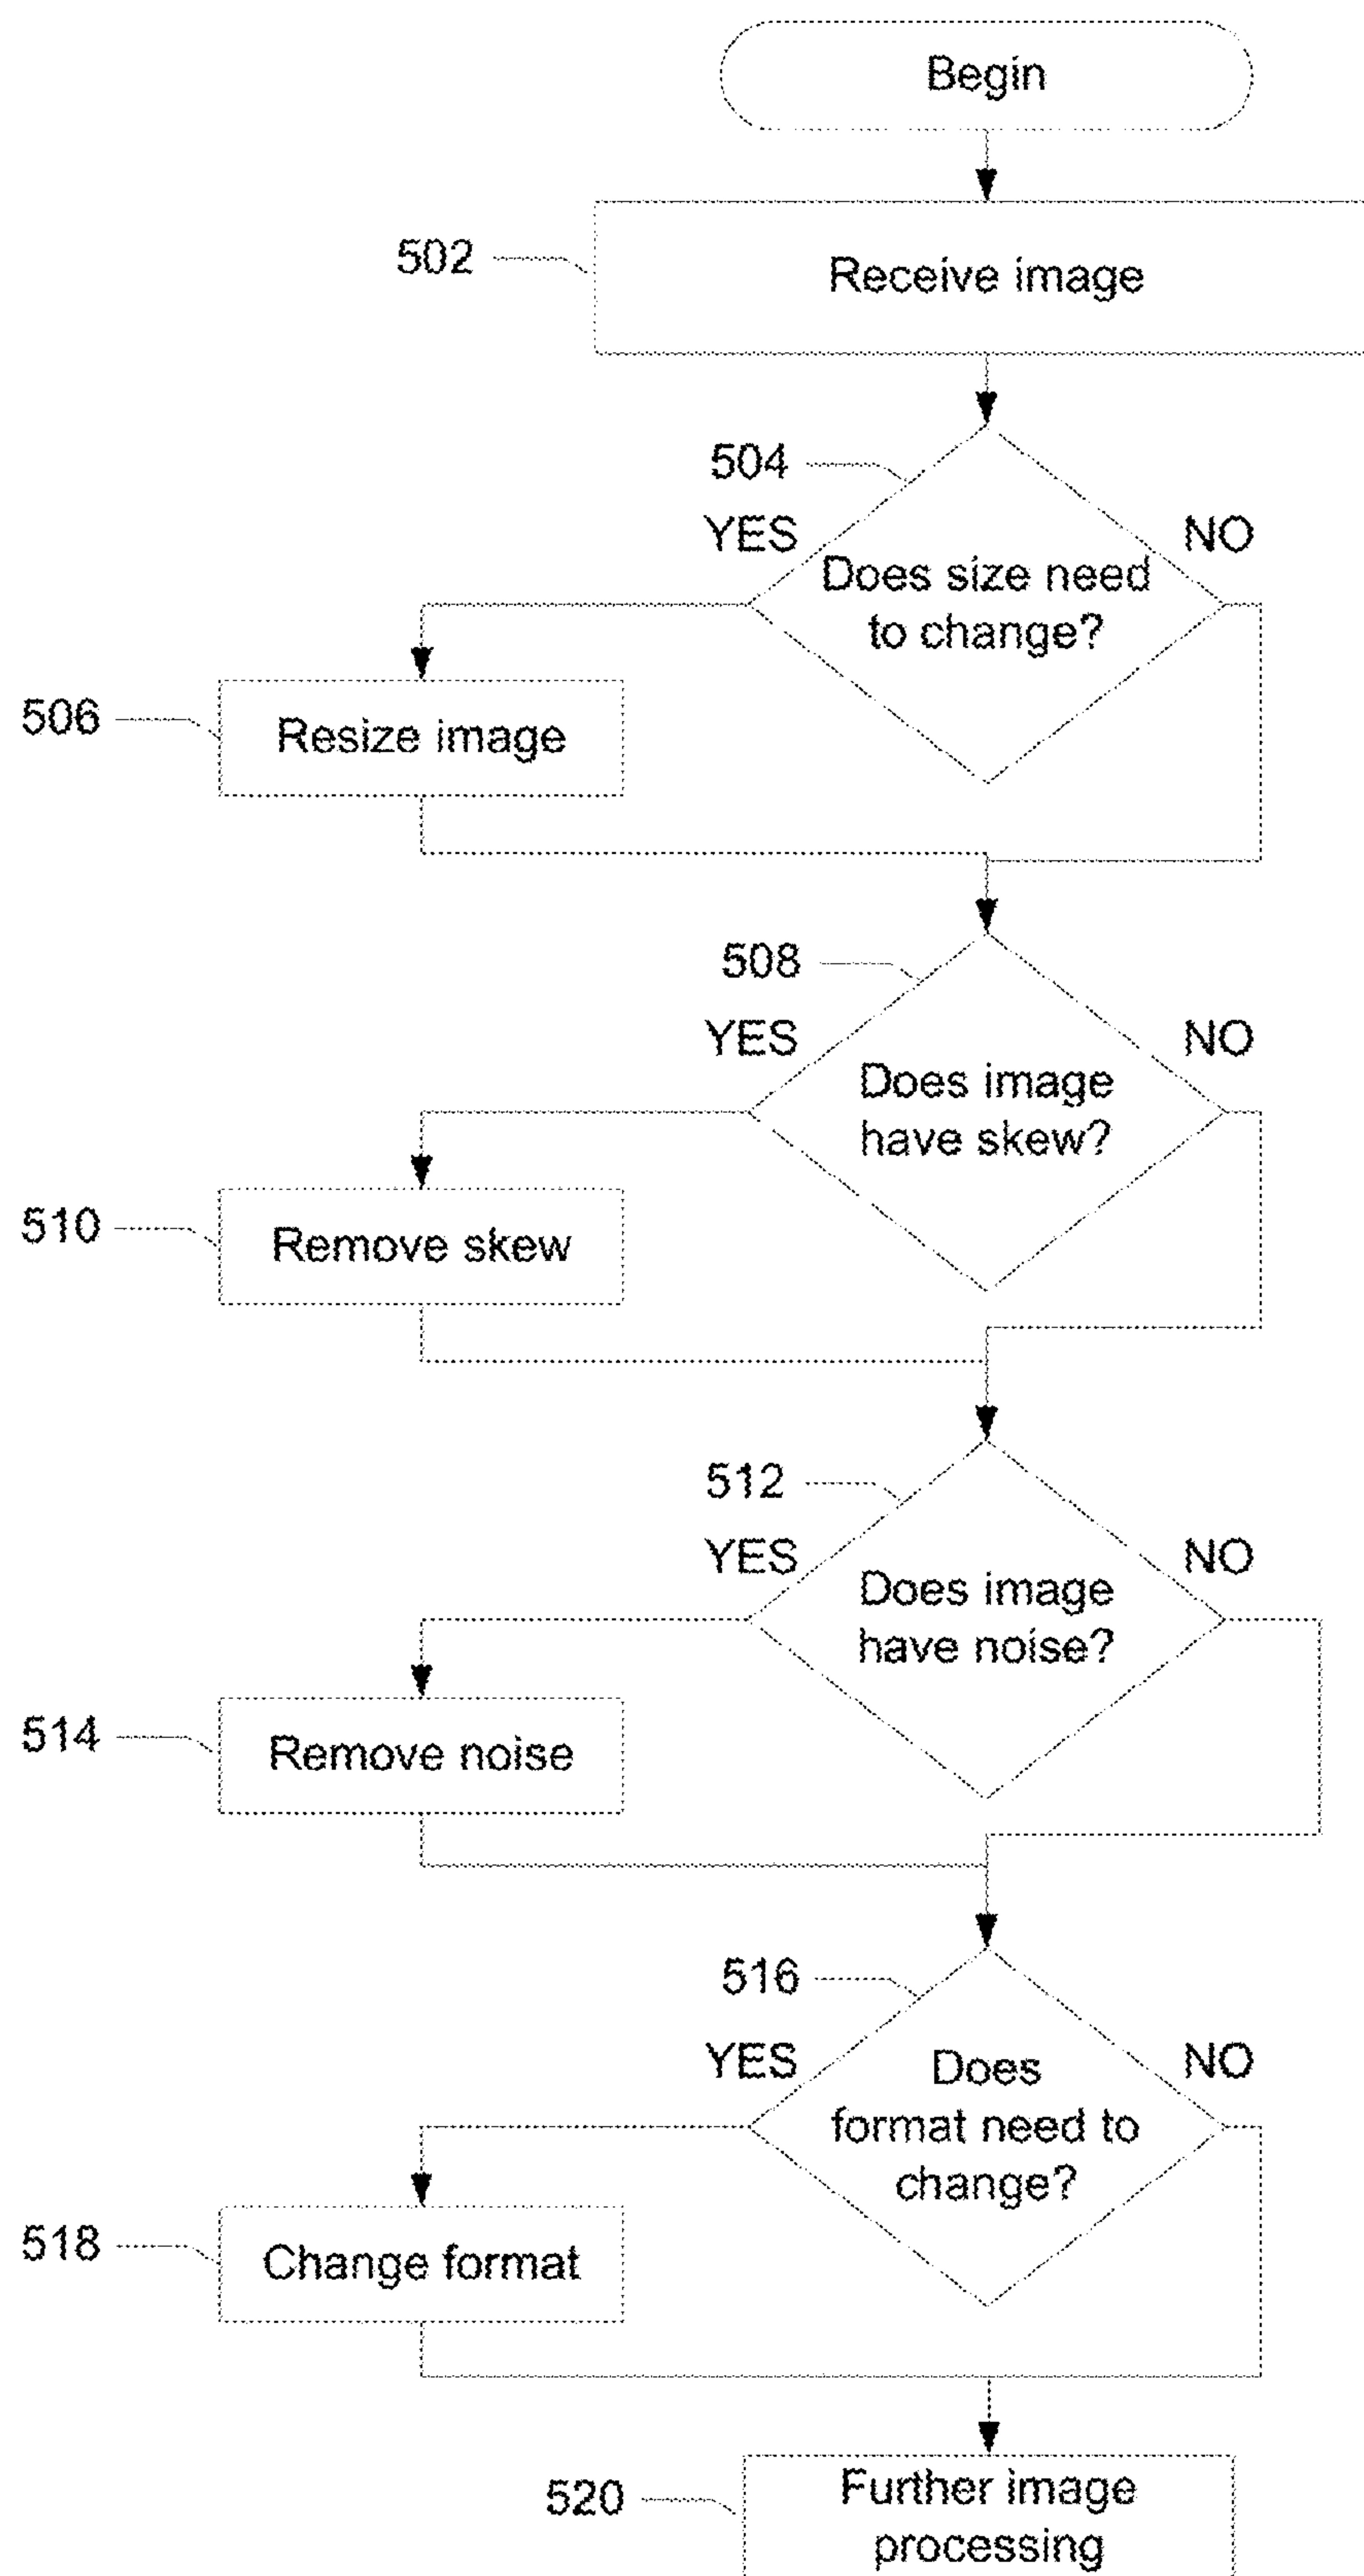 Begin
502
Receive image
504
YES
NO
Does size need
to change?
506
Resize image
508
YES
NO
Does image
have skew?
510
Remove skew
512
YES
NO
Does image
have noise?
514
Remove noise
516
YES
NO
Does
format need to
change?
518
Change format
520
Further image
processing